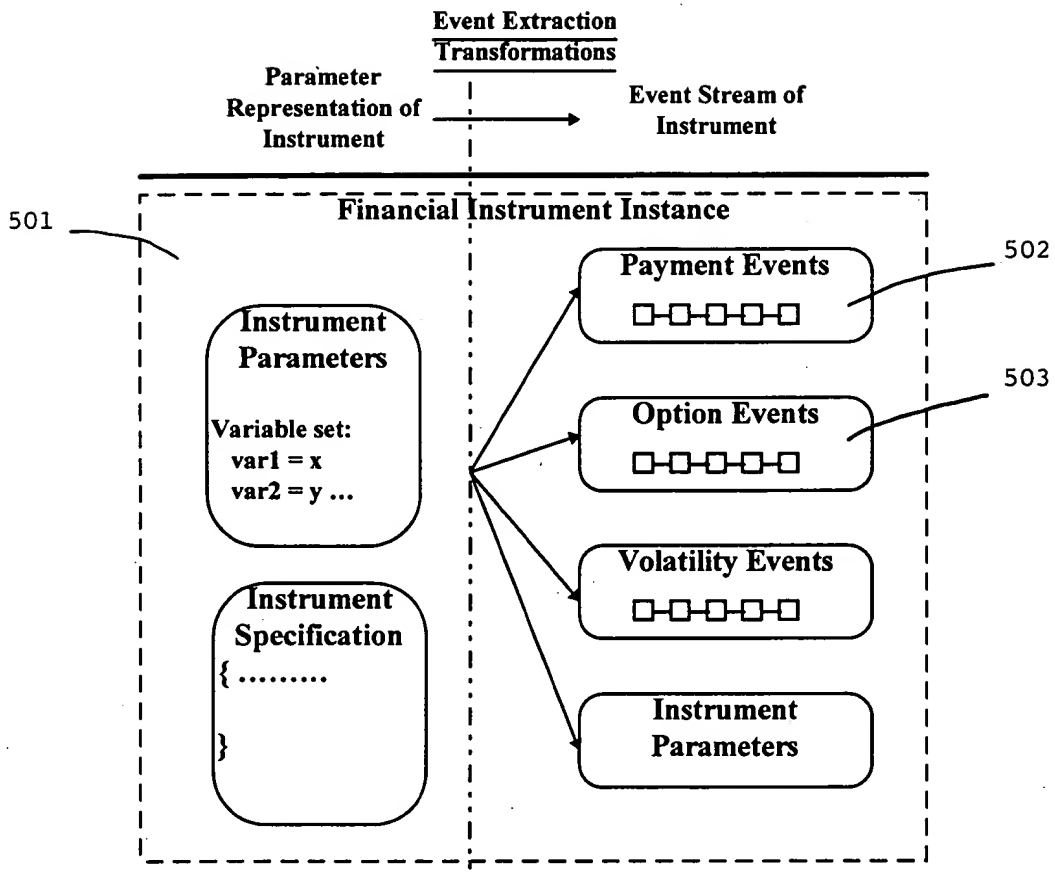 Event Extraction
Transformations
Parameter
Representation of
Instrument
Event Stream of
Instrument
Financial Instrument Instance
501
502
503
Instrument
Parameters
Variable set:
var1 = x
var2 = y ...
Instrument
Specification
{ .........
}
Payment Events
Option Events
Volatility Events
Instrument
Parameters